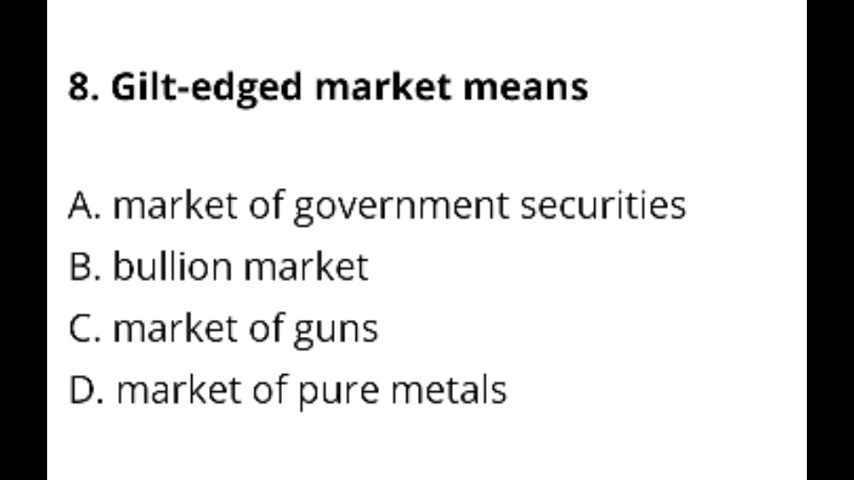 8. Gilt-edged market means
A. market of government securities
B. bullion market
C. market of guns
D. market of pure metals